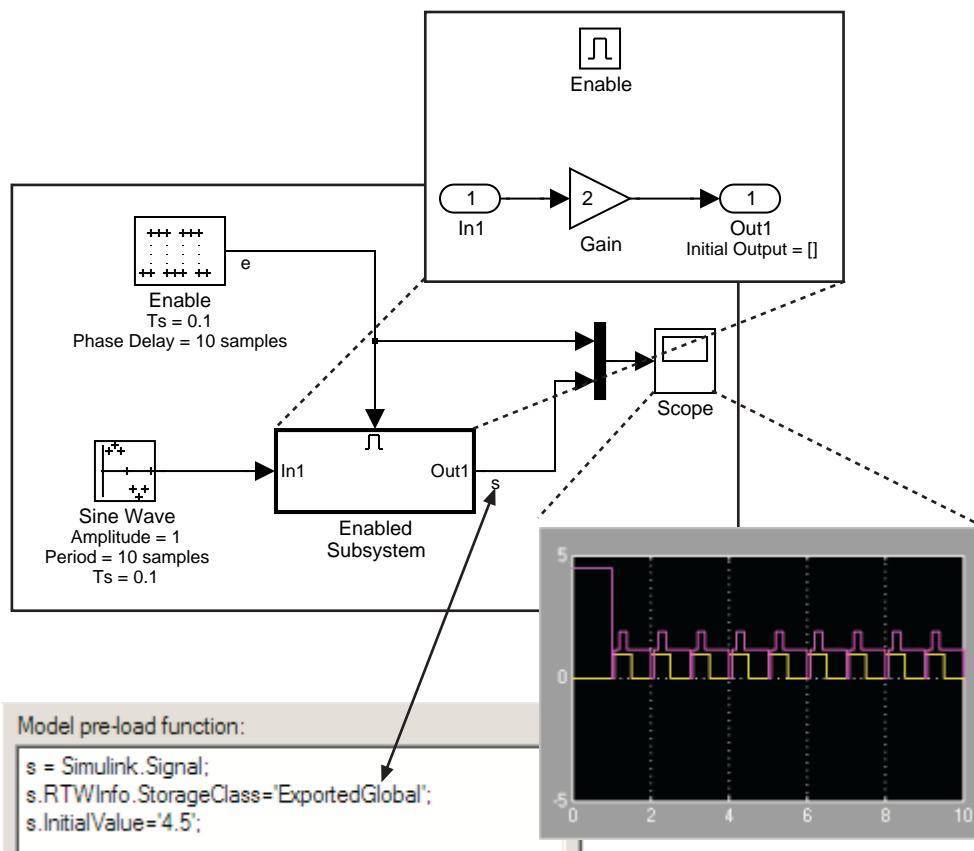 Enable
1
2
1
In1
Gain
Out1
Initial Output = []
e
Enable
Ts = 0.1
Phase Delay = 10 samples
Scope
In1
Out1
s
Sine Wave
Amplitude = 1
Period = 10 samples
Ts = 0.1
Enabled
Subsystem
5
0
-5
0
2
4
6
8
10
Model pre-load function:
s = Simulink.Signal;
s.RTWInfo.StorageClass='ExportedGlobal';
s.InitialValue='4.5';